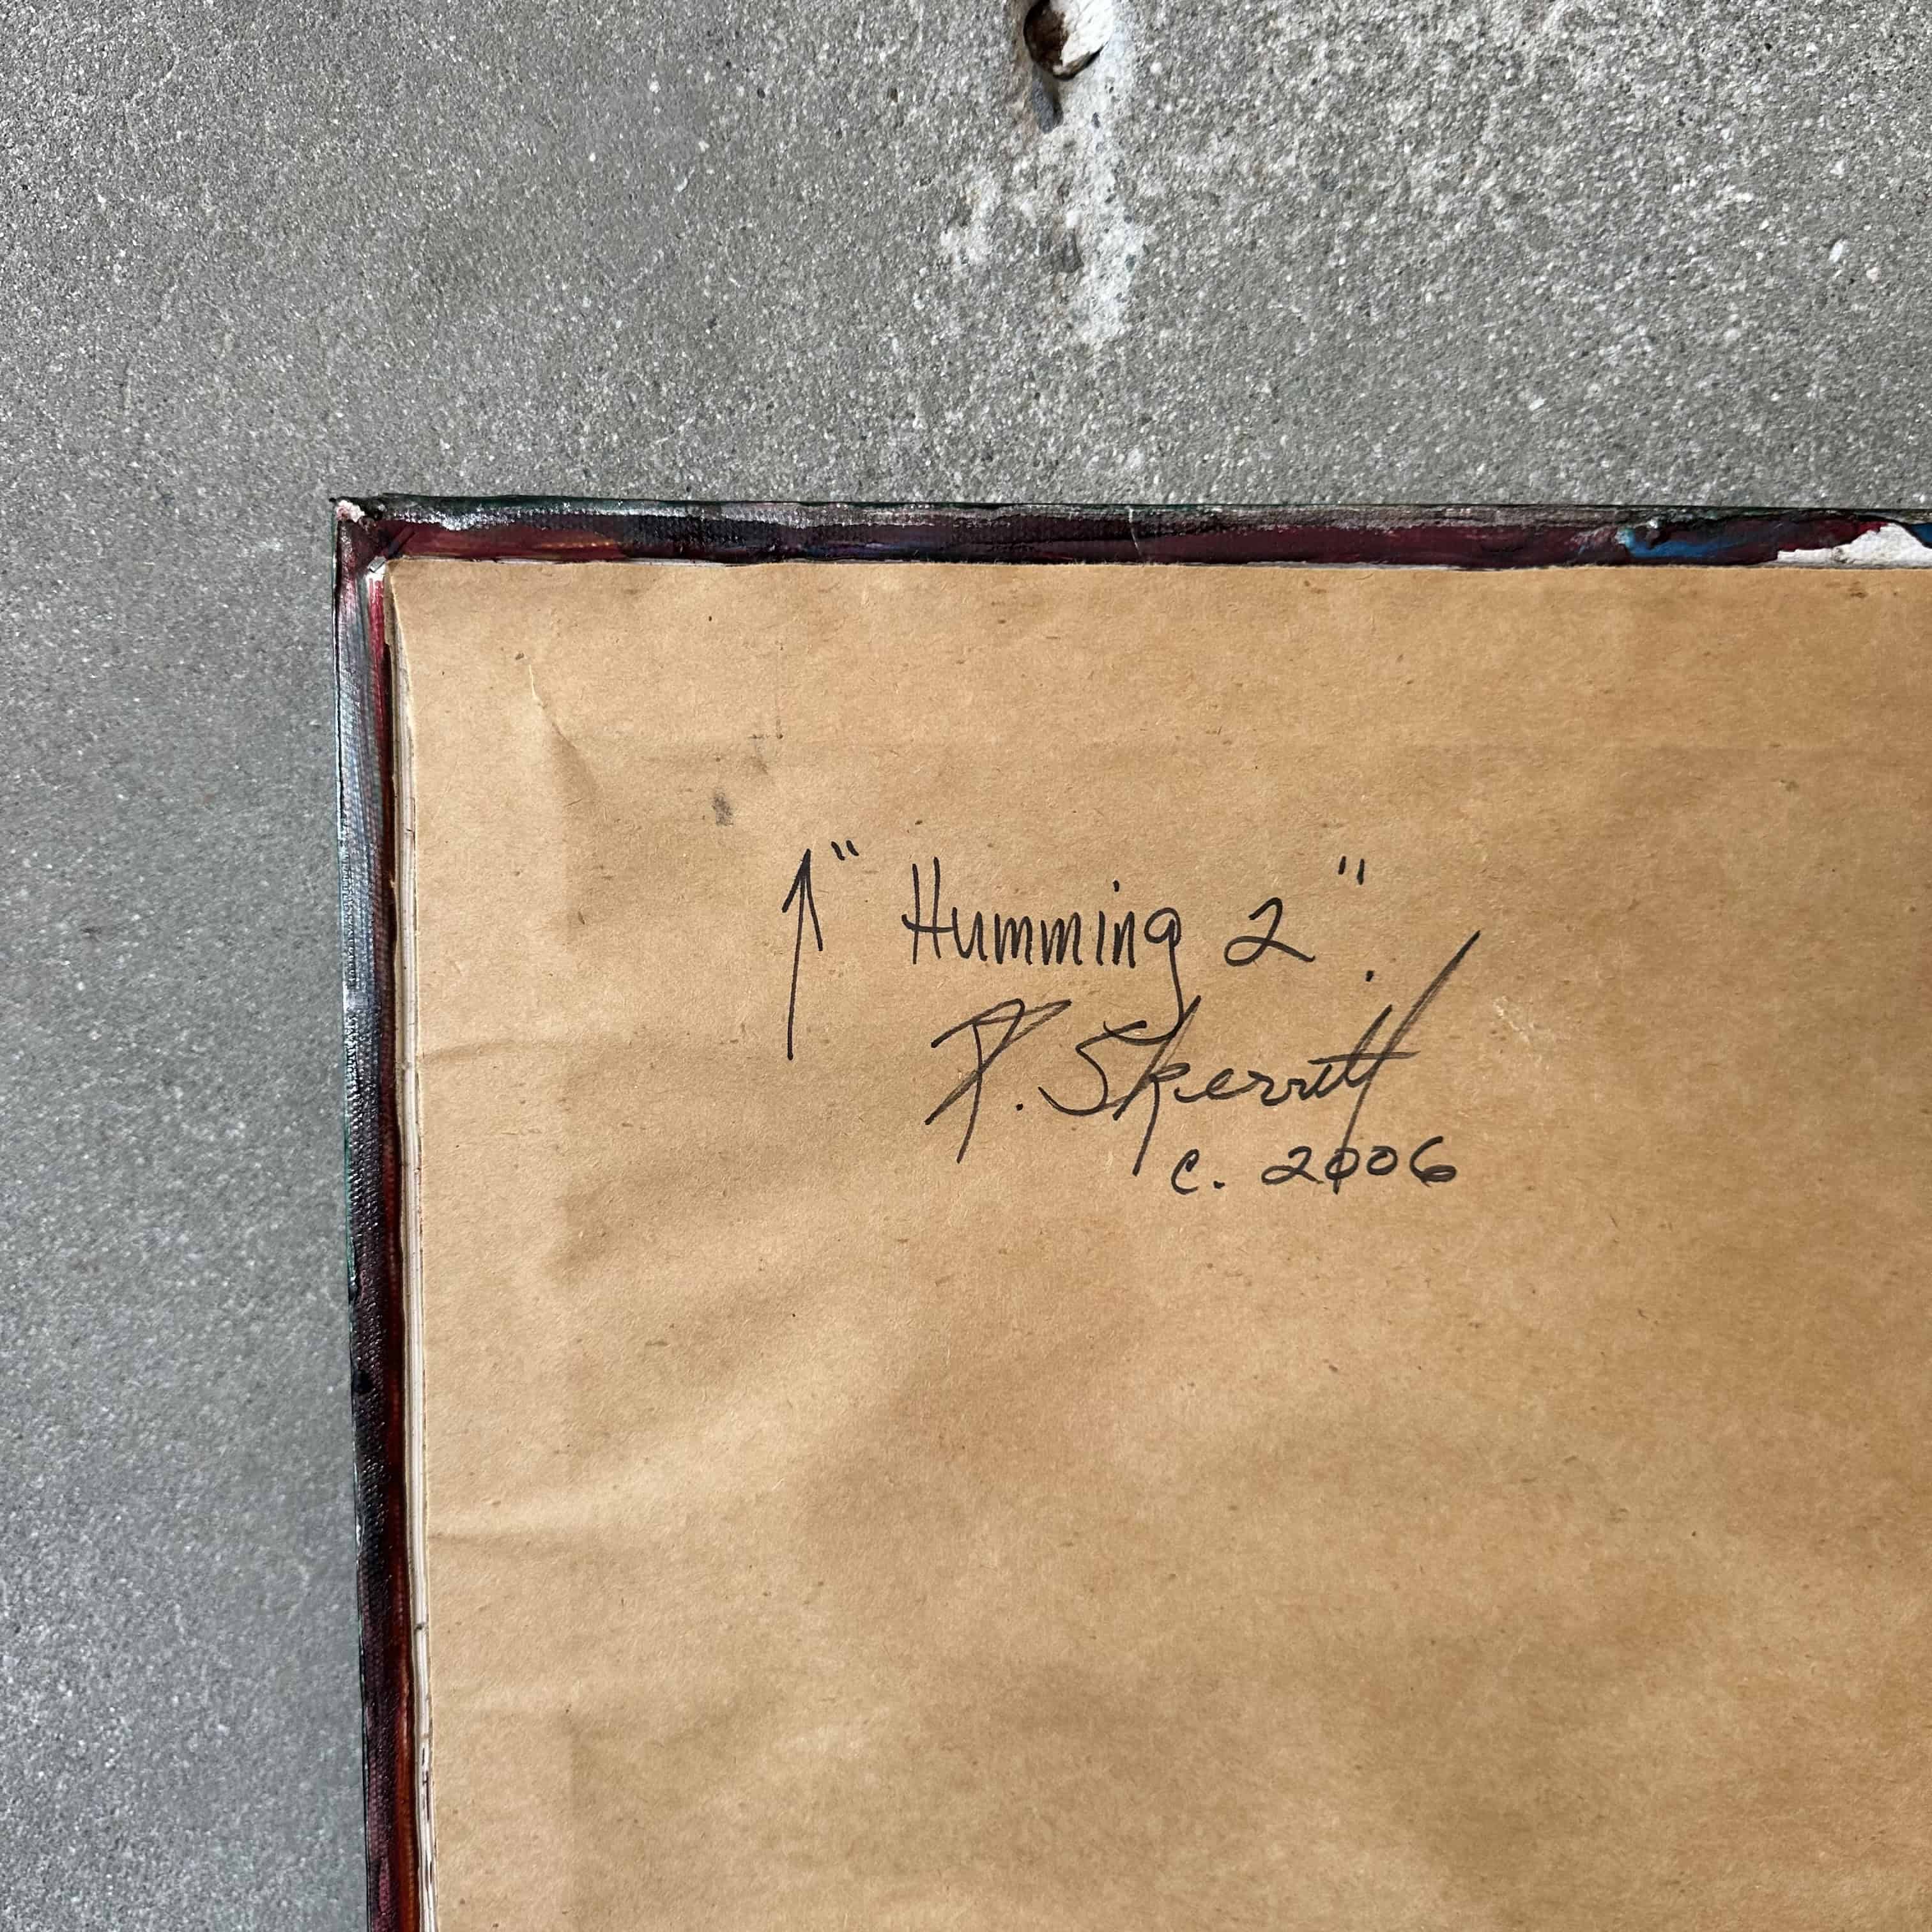 ↑ "Humming 2".
R. Skerritt
c. 2006